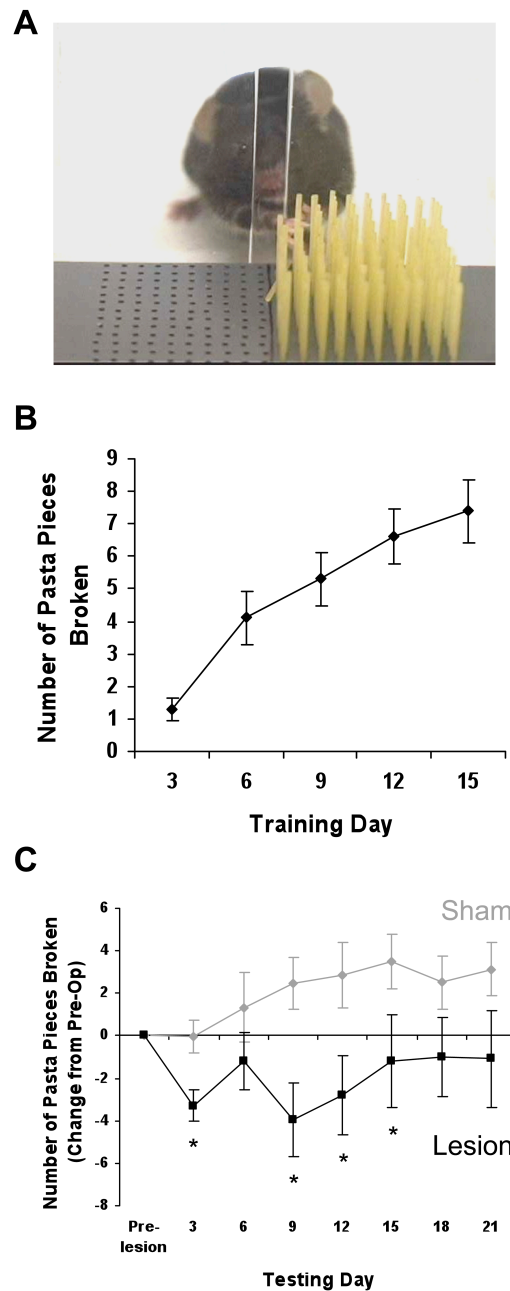 A
B
Number of Pasta Pieces
Broken
9
8
7
6
5
4
3
2
1
0
3 6 9 12 15
Training Day
C
Number of Pasta Pieces Broken
(Change from Pre-Op)
6
4
2
0
-2
-4
-6
-8
Sham
* * * *
Lesion
Pre-
lesion
3 6 9 12 15 18 21
Testing Day